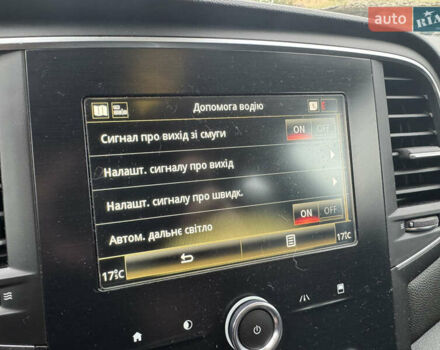 auto RIA
Допомога водію
Сигнал про вихід зі смуги ON OFF
Налашт. сигналу про вихід
Налашт. сигналу про швидк.
Автом. дальнє світло ON OFF
17°C 17°C